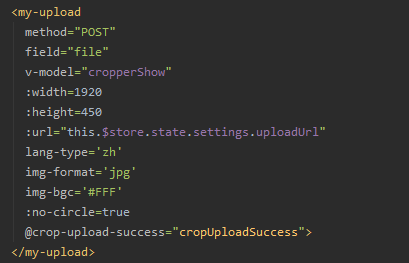 <my-upload
method="POST"
field="file"
v-model="cropperShow"
:width=1920
:height=450
:url="this.$store.state.settings.uploadUrl"
lang-type='zh'
img-format='jpg'
img-bgc='#FFF'
:no-circle=true
@crop-upload-success="cropUploadSuccess">
</my-upload>